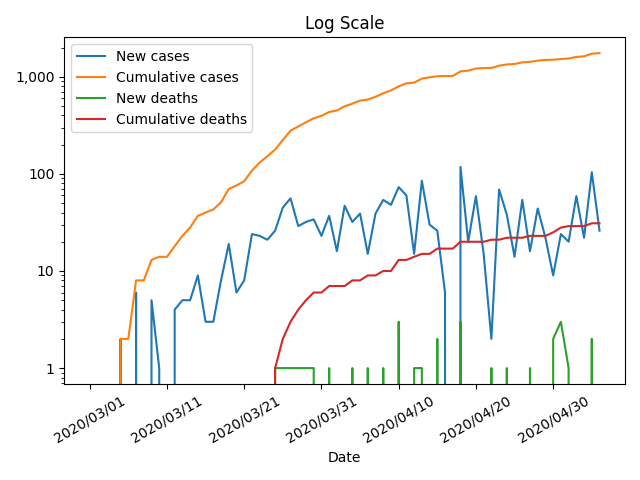 Log Scale
New cases
Cumulative cases
New deaths
Cumulative deaths
1,000
100
10
1
2020/03/01
2020/03/11
2020/03/21
2020/03/31
2020/04/10
2020/04/20
2020/04/30
Date